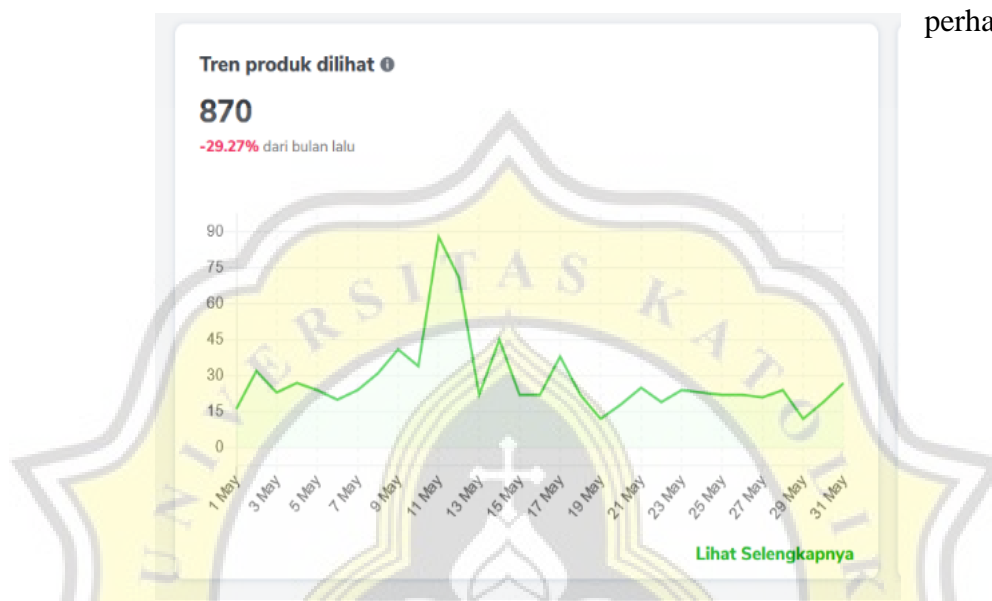 perha
Tren produk dilihat
870
-29.27% dari bulan lalu
90
75
60
45
30
15
0
1 May
3 May
5 May
7 May
9 May
11 May
13 May
15 May
17 May
19 May
21 May
23 May
25 May
27 May
29 May
31 May
Lihat Selengkapnya
UNIVERSITAS KATOLIK